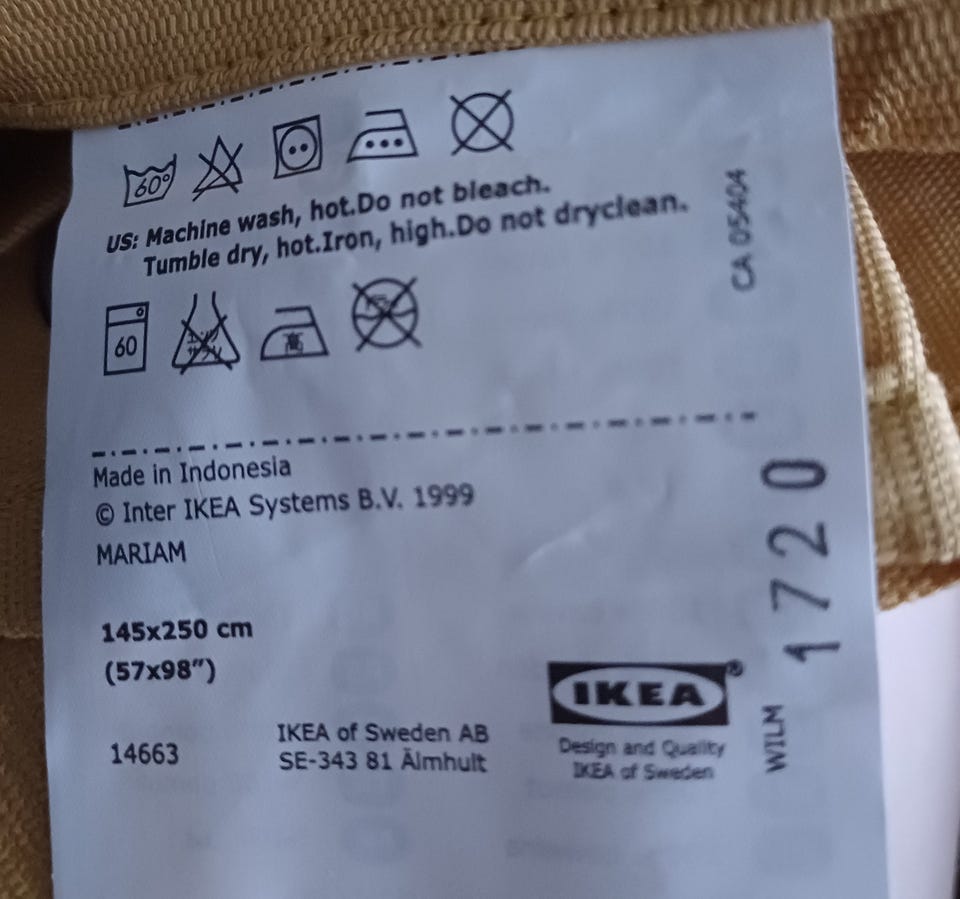 60°
US: Machine wash, hot.Do not bleach.
Tumble dry, hot.Iron, high.Do not dryclean.
60
高
Made in Indonesia
© Inter IKEA Systems B.V. 1999
MARIAM
145x250 cm
(57x98”)
14663
IKEA of Sweden AB
SE-343 81 Älmhult
IKEA®
Design and Quality
IKEA of Sweden
CA 05404
WILM 1720